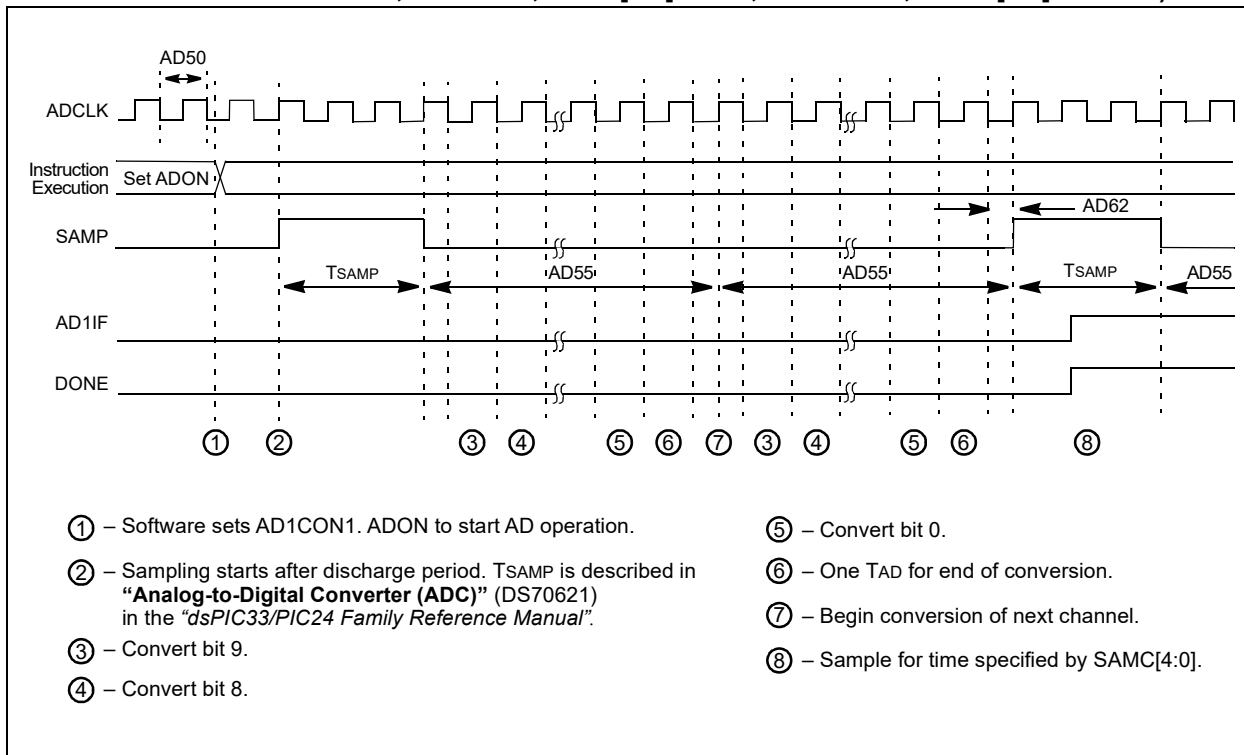 AD50
ADCLK
Instruction
Execution
Set ADON
AD62
SAMP
TSAMP
AD55
AD55
TSAMP
AD55
AD1IF
DONE
1 2 3 4 5 6 7 3 4 5 6 8
1 – Software sets AD1CON1. ADON to start AD operation.
2 – Sampling starts after discharge period. TSAMP is described in
“Analog-to-Digital Converter (ADC)” (DS70621)
in the “dsPIC33/PIC24 Family Reference Manual”.
3 – Convert bit 9.
4 – Convert bit 8.
5 – Convert bit 0.
6 – One TAD for end of conversion.
7 – Begin conversion of next channel.
8 – Sample for time specified by SAMC[4:0].